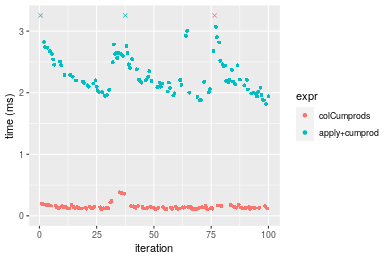 3
2
1
0
time (ms)
0
25
50
75
100
iteration
expr
colCumprods
apply+cumprod